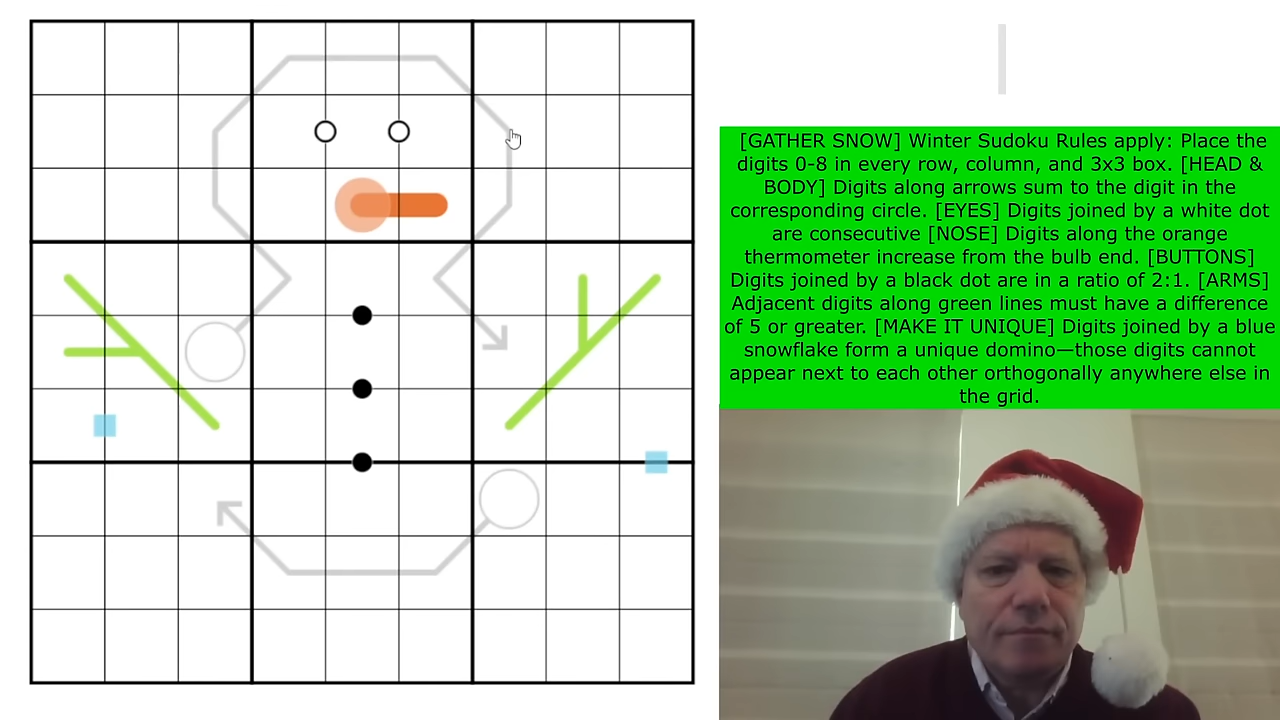 [GATHER SNOW] Winter Sudoku Rules apply: Place the
digits 0-8 in every row, column, and 3x3 box. [HEAD &
BODY] Digits along arrows sum to the digit in the
corresponding circle. [EYES] Digits joined by a white dot
are consecutive [NOSE] Digits along the orange
thermometer increase from the bulb end. [BUTTONS]
Digits joined by a black dot are in a ratio of 2:1. [ARMS]
Adjacent digits along green lines must have a difference
of 5 or greater. [MAKE IT UNIQUE] Digits joined by a blue
snowflake form a unique domino—those digits cannot
appear next to each other orthogonally anywhere else in
the grid.